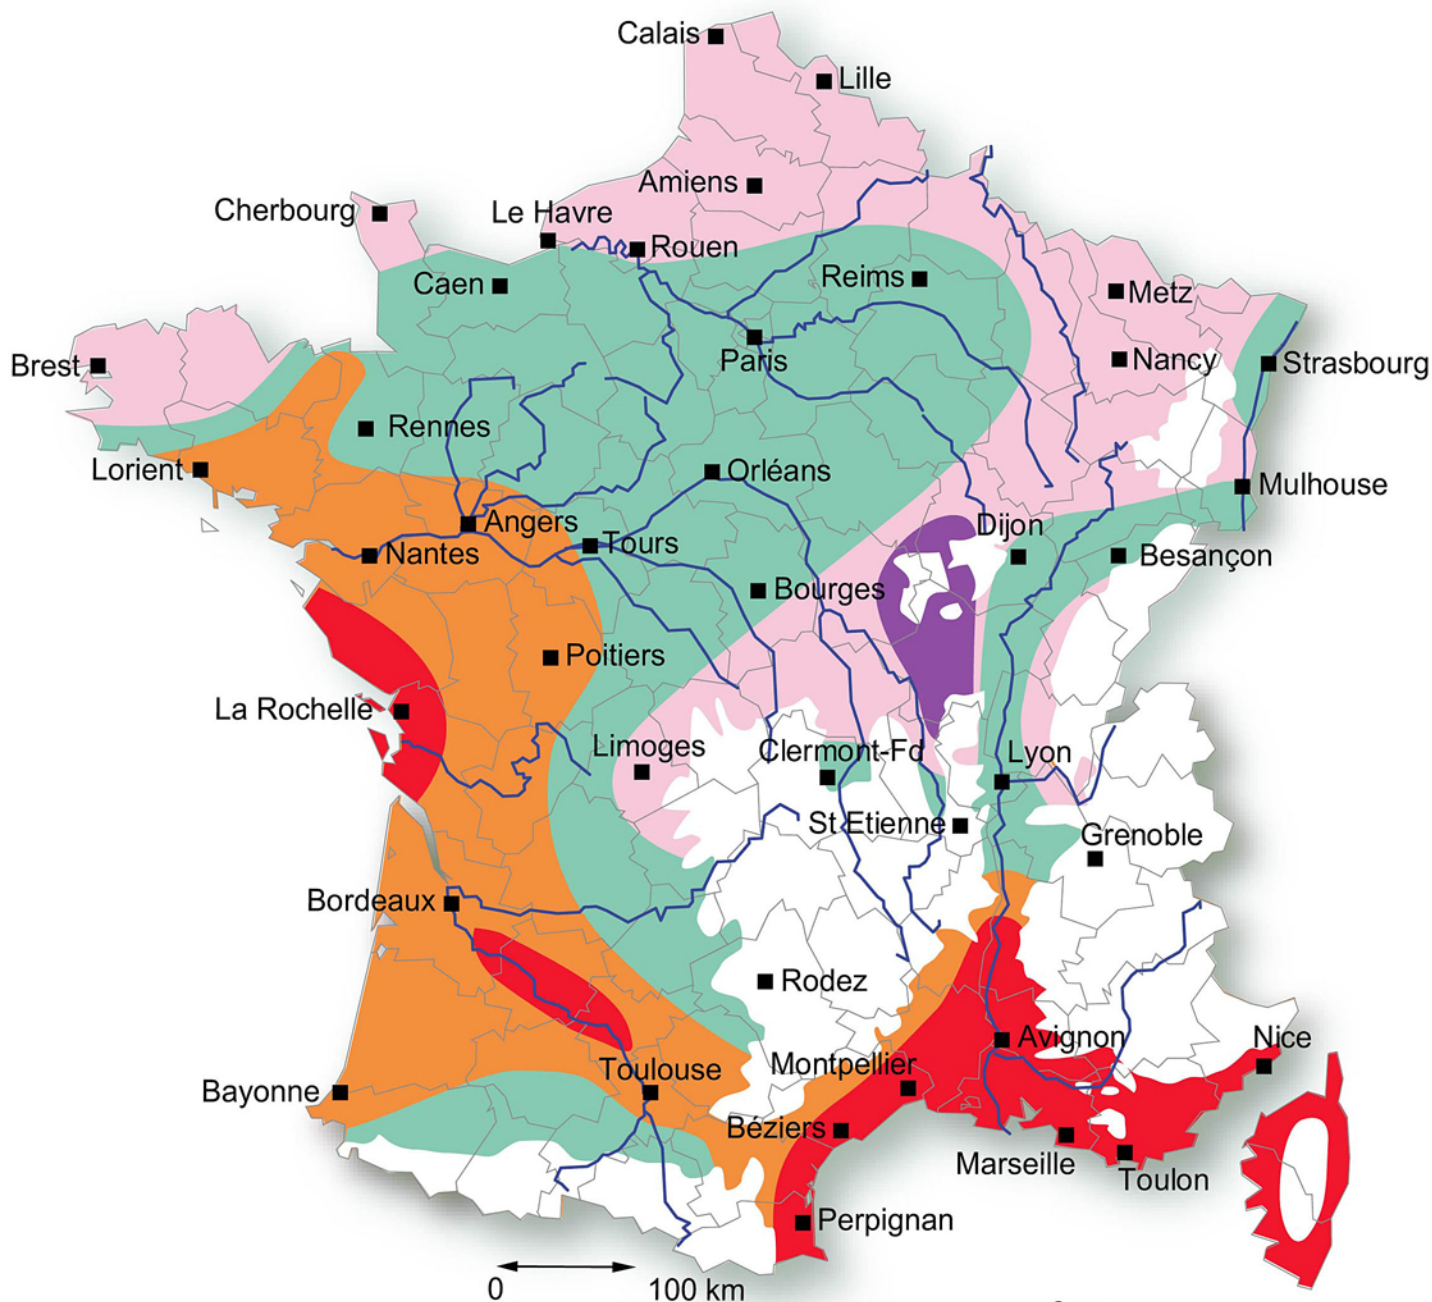 Calais
Lille
Amiens
Cherbourg
Le Havre
Rouen
Caen
Reims
Metz
Paris
Nancy
Brest
Strasbourg
Rennes
Lorient
Orléans
Mulhouse
Angers
Dijon
Nantes
Tours
Besançon
Bourges
Poitiers
La Rochelle
Limoges
Clermont-Fd
Lyon
St Etienne
Grenoble
Bordeaux
Rodez
Avignon
Nice
Montpellier
Toulouse
Bayonne
Béziers
Marseille
Toulon
Perpignan
0 100 km